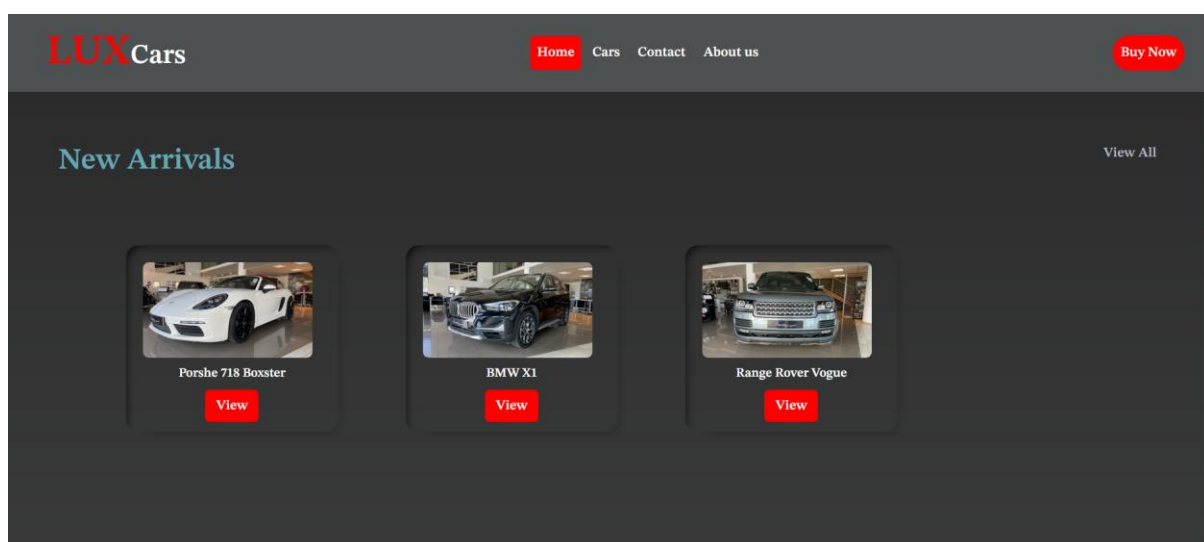 LUXCars
Home Cars Contact About us
Buy Now
New Arrivals
View All
Porshe 718 Boxster
BMW X1
Range Rover Vogue
View
View
View